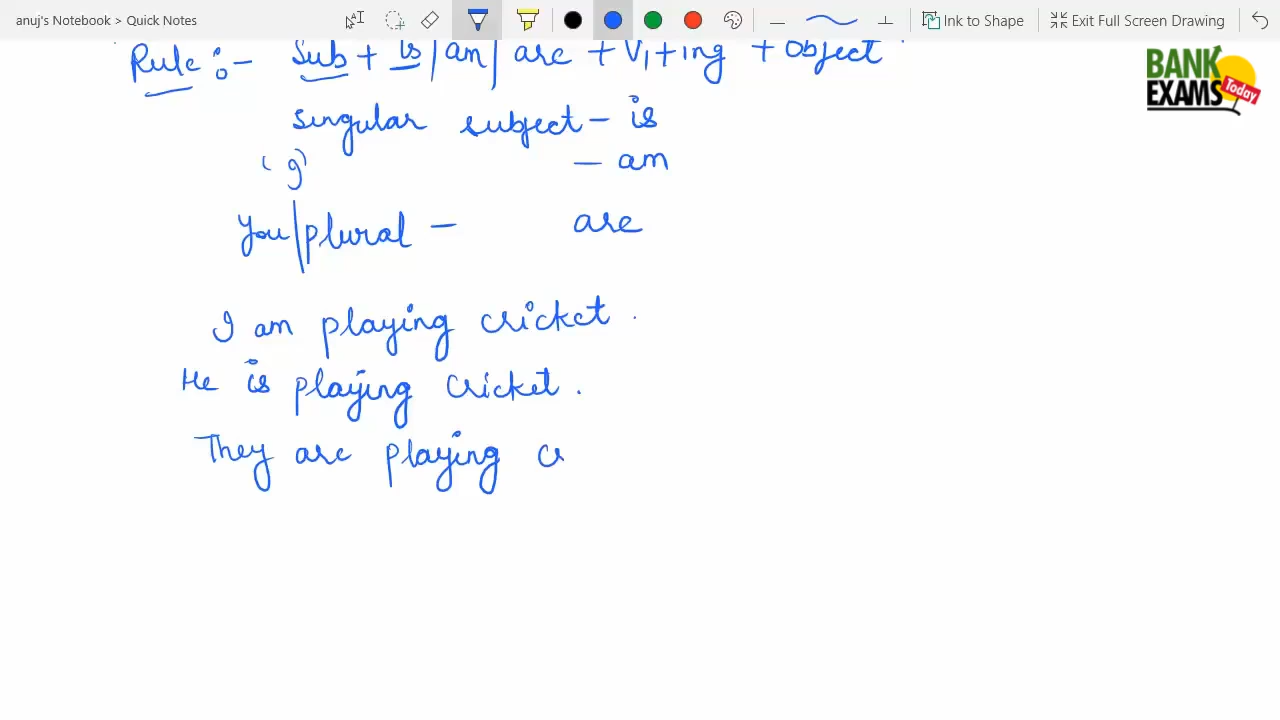 anuj's Notebook > Quick Notes
Ink to Shape
Exit Full Screen Drawing
BANK EXAMS Today
Rule :- Sub + is | am | are + V1 + ing + object
singular subject - is
(I) - am
You | plural - are
I am playing cricket.
He is playing cricket.
They are playing cr